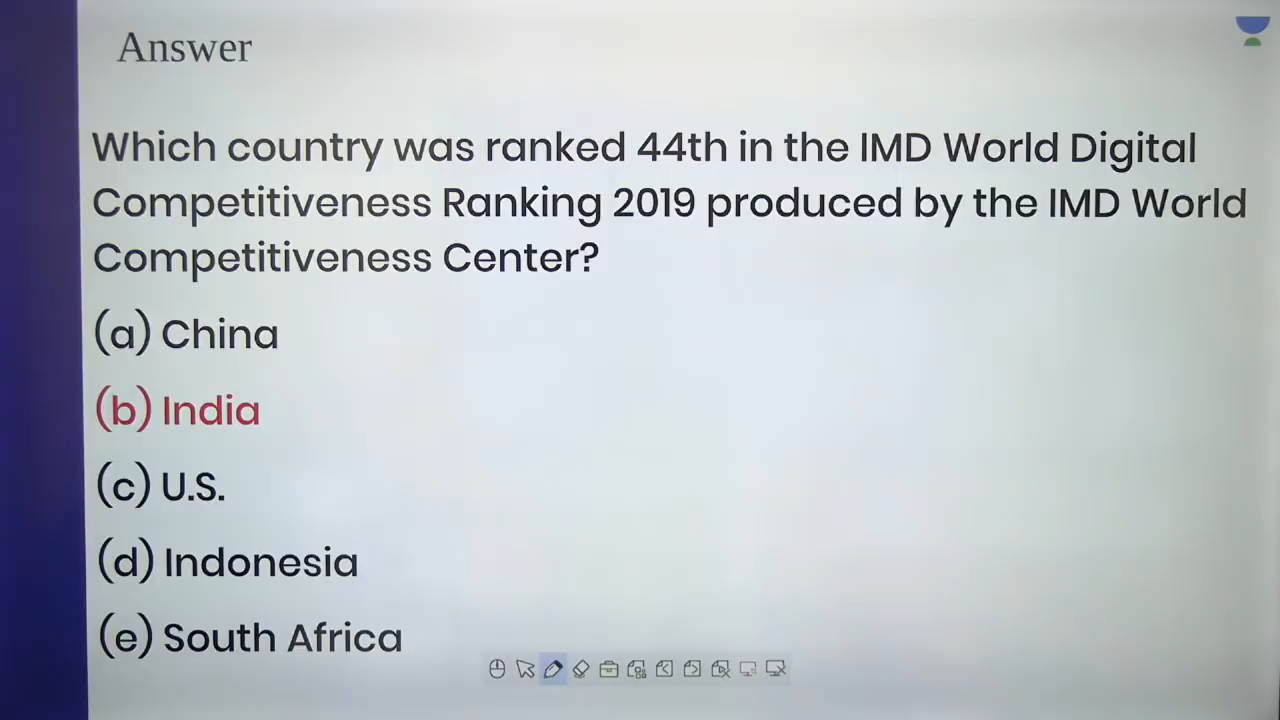 Answer
Which country was ranked 44th in the IMD World Digital
Competitiveness Ranking 2019 produced by the IMD World
Competitiveness Center?
(a) China
(b) India
(c) U.S.
(d) Indonesia
(e) South Africa